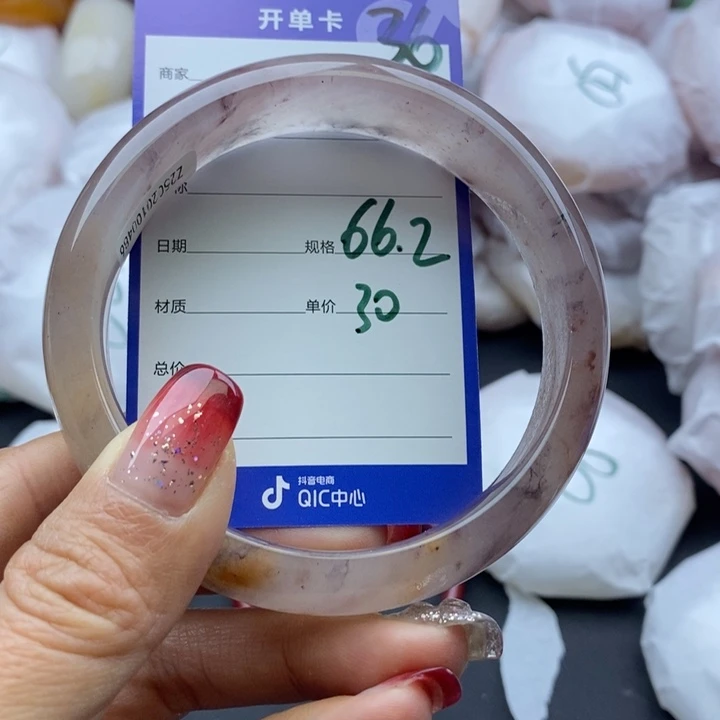 开单卡
36
商家
Z25C20100486
日期 规格 66.2
材质 单价 30
总价
抖音电商
QIC中心